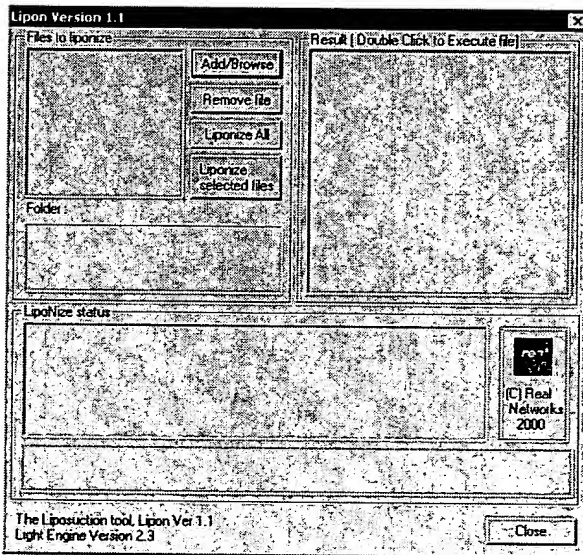 Lipon Version 1.1
Files to liponize
Add/Browse
Remove file
Liponize All
Liponize
selected files
Folder:
Result [ Double Click to Execute file]
LipoNize status
real
(C) Real
Networks
2000
The Liposuction tool, Lipon Ver 1.1
Light Engine Version 2.3
Close